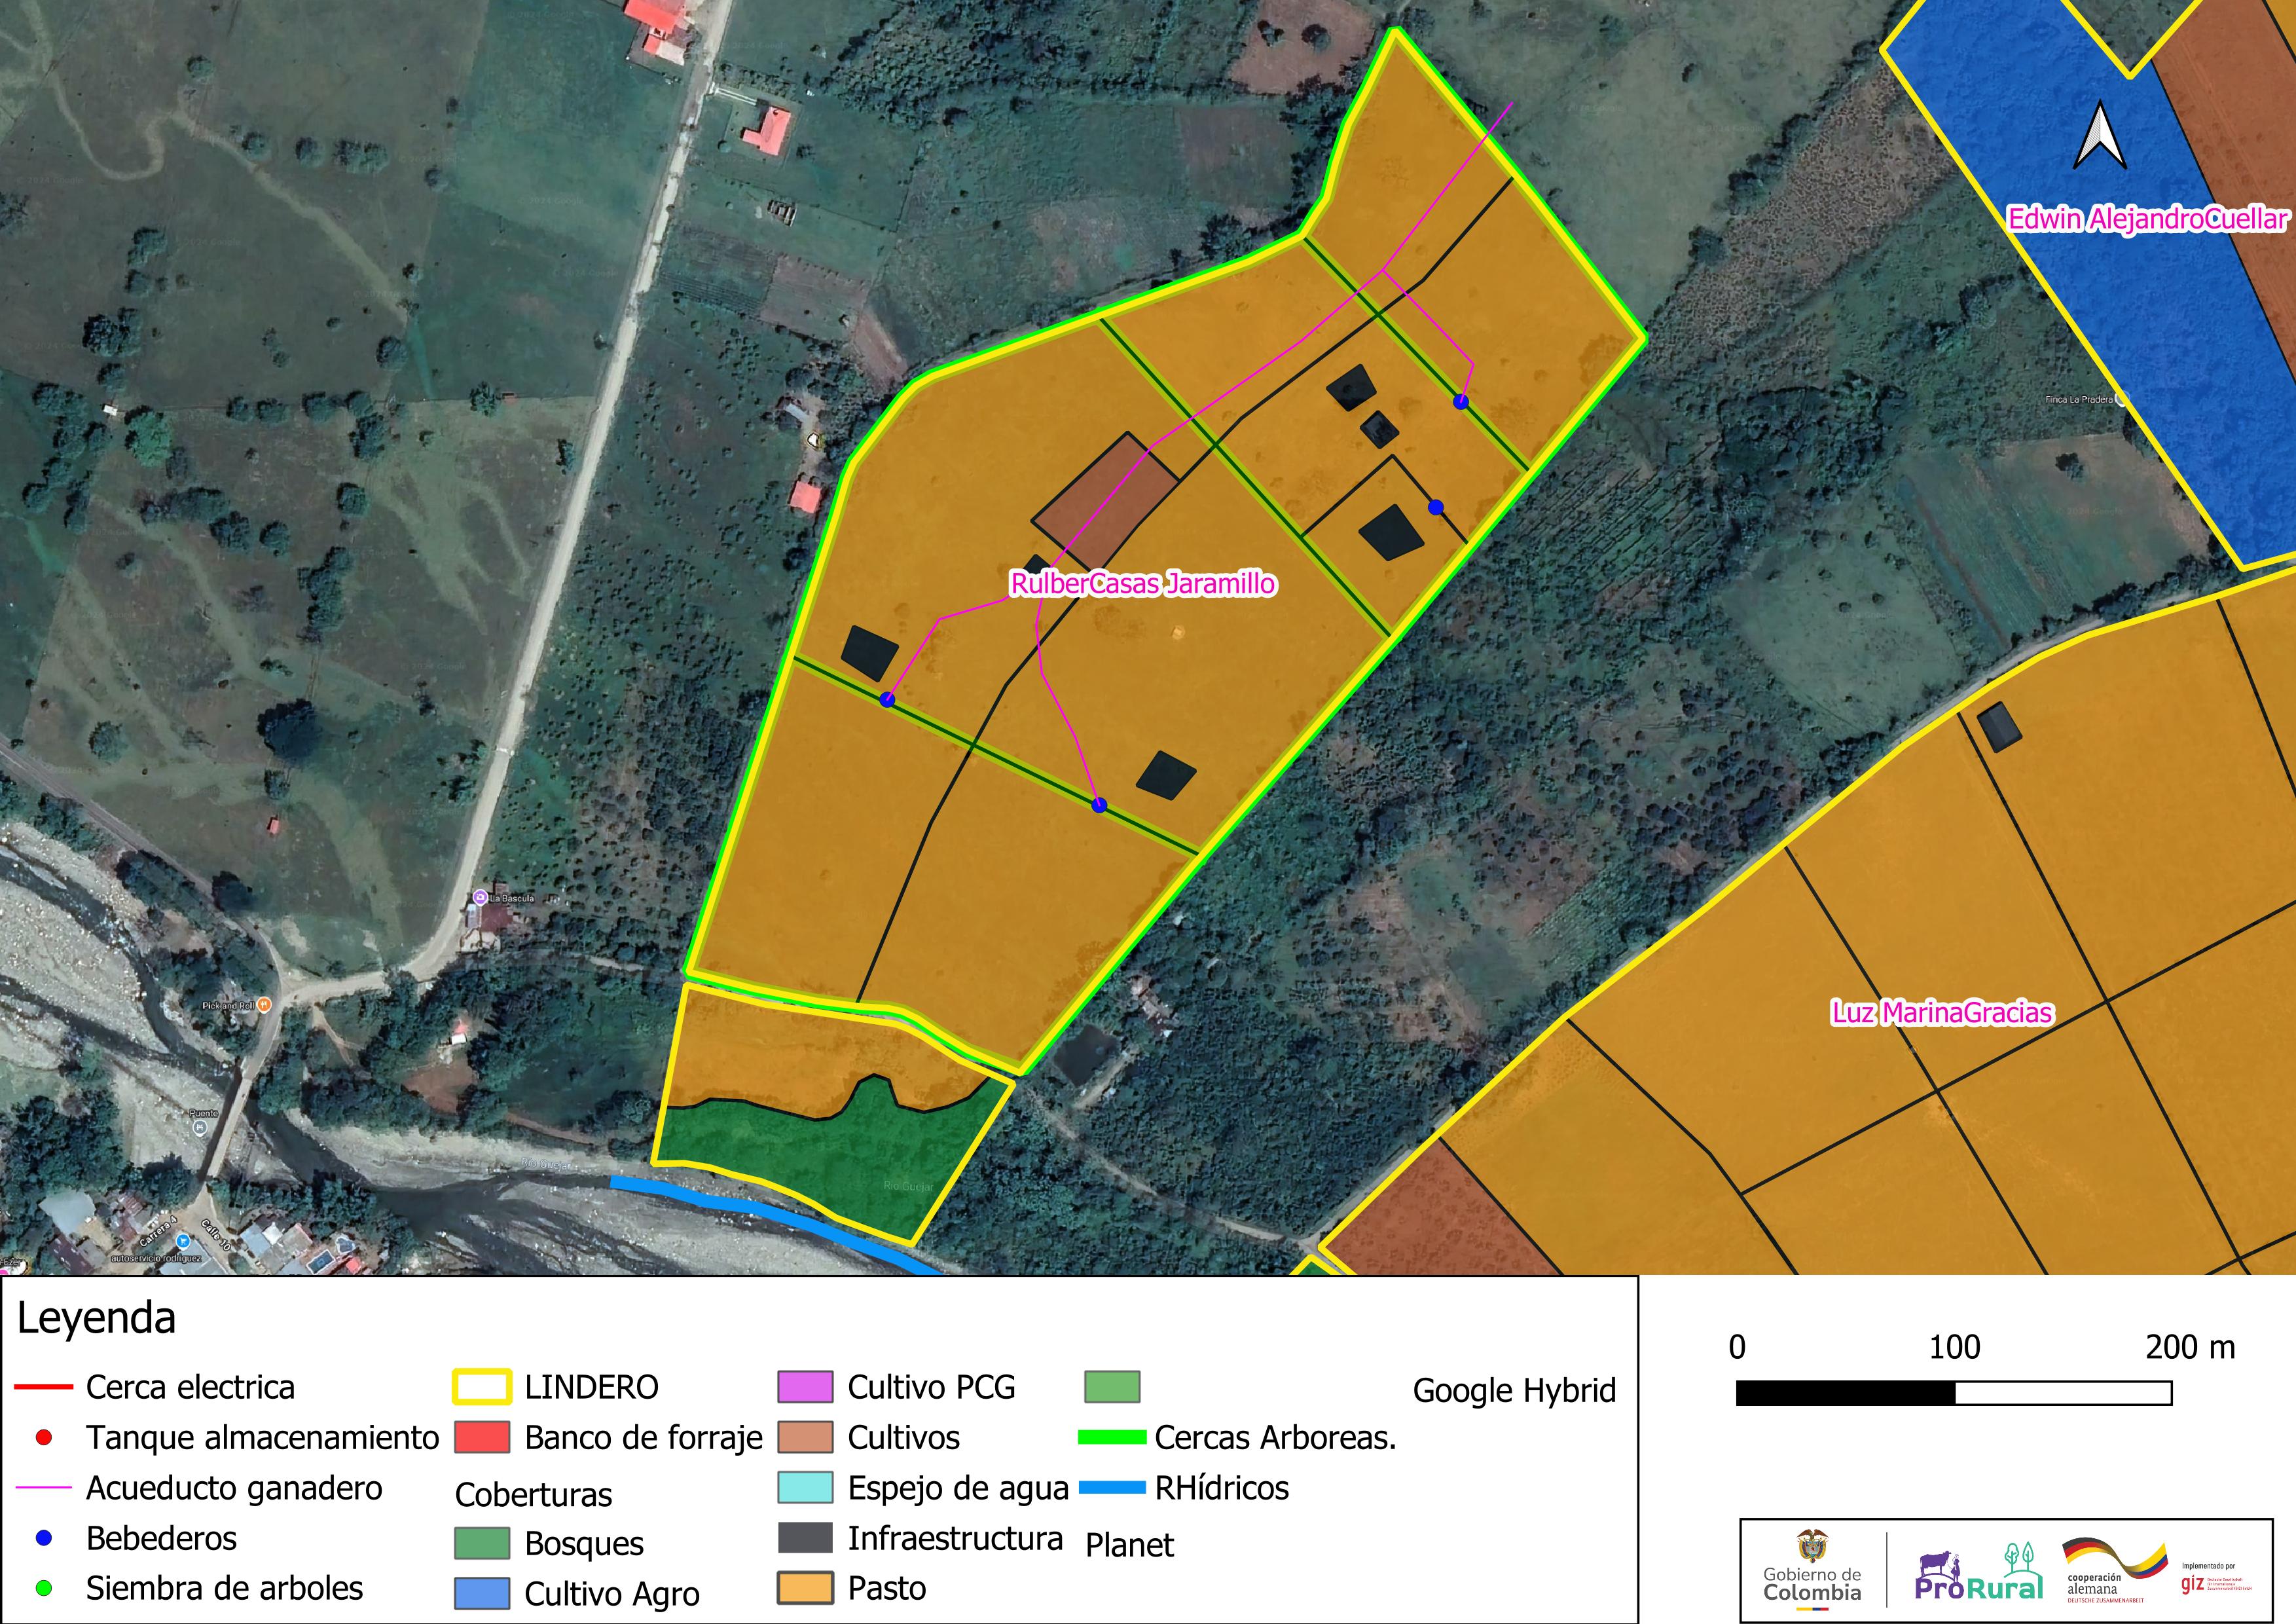 Edwin AlejandroCuellar
Finca La Pradera
RulberCasas Jaramillo
La Bascula
Pick and Roll
Luz MarinaGracias
Puente
Río Guejar
Río Guejar
Carrera 4
Calle 10
autoservicio rodriguez
Leyenda
Cerca electrica
Tanque almacenamiento
Acueducto ganadero
Bebederos
Siembra de arboles
LINDERO
Banco de forraje
Coberturas
Bosques
Cultivo Agro
Cultivo PCG
Cultivos
Espejo de agua
Infraestructura
Pasto
Cercas Arboreas.
RHídricos
Planet
Google Hybrid
0 100 200 m
Gobierno de
Colombia
ProRural
cooperación
alemana
DEUTSCHE ZUSAMMENARBEIT
Implementado por
giz